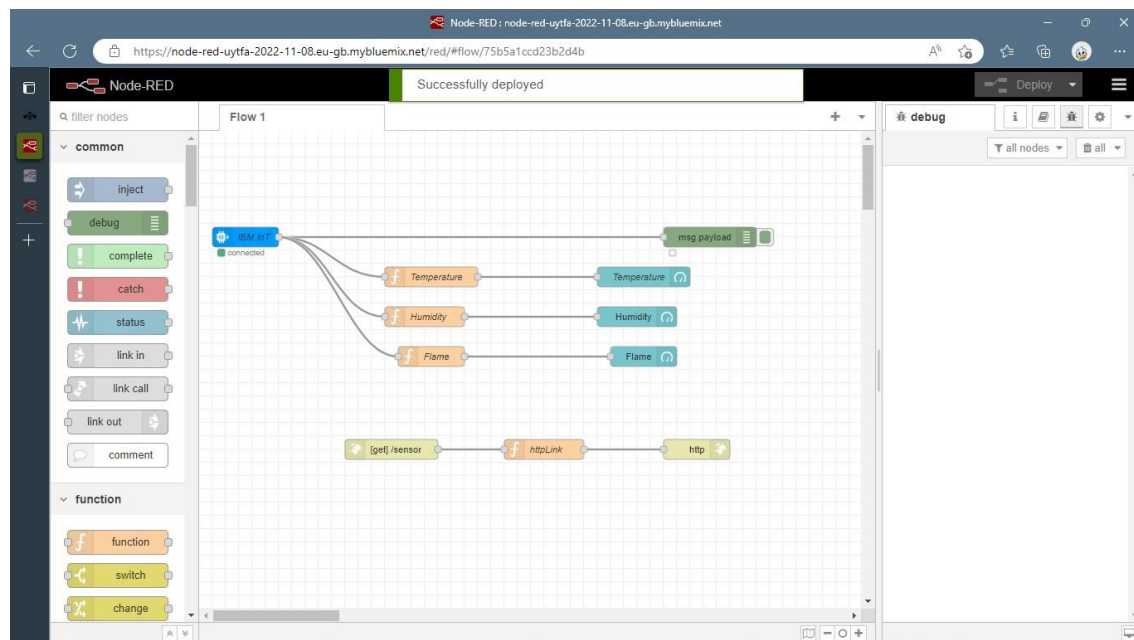 Node-RED : node-red-uytfa-2022-11-08.eu-gb.mybluemix.net
https://node-red-uytfa-2022-11-08.eu-gb.mybluemix.net/red/#flow/75b5a1ccd23b2d4b
Node-RED
Successfully deployed
Deploy
filter nodes
Flow 1
debug
i
all nodes
all
common
inject
debug
complete
catch
status
link in
link call
link out
comment
function
function
switch
change
IBM IoT
connected
msg.payload
Temperature
Temperature
Humidity
Humidity
Flame
Flame
[get] /sensor
httpLink
http